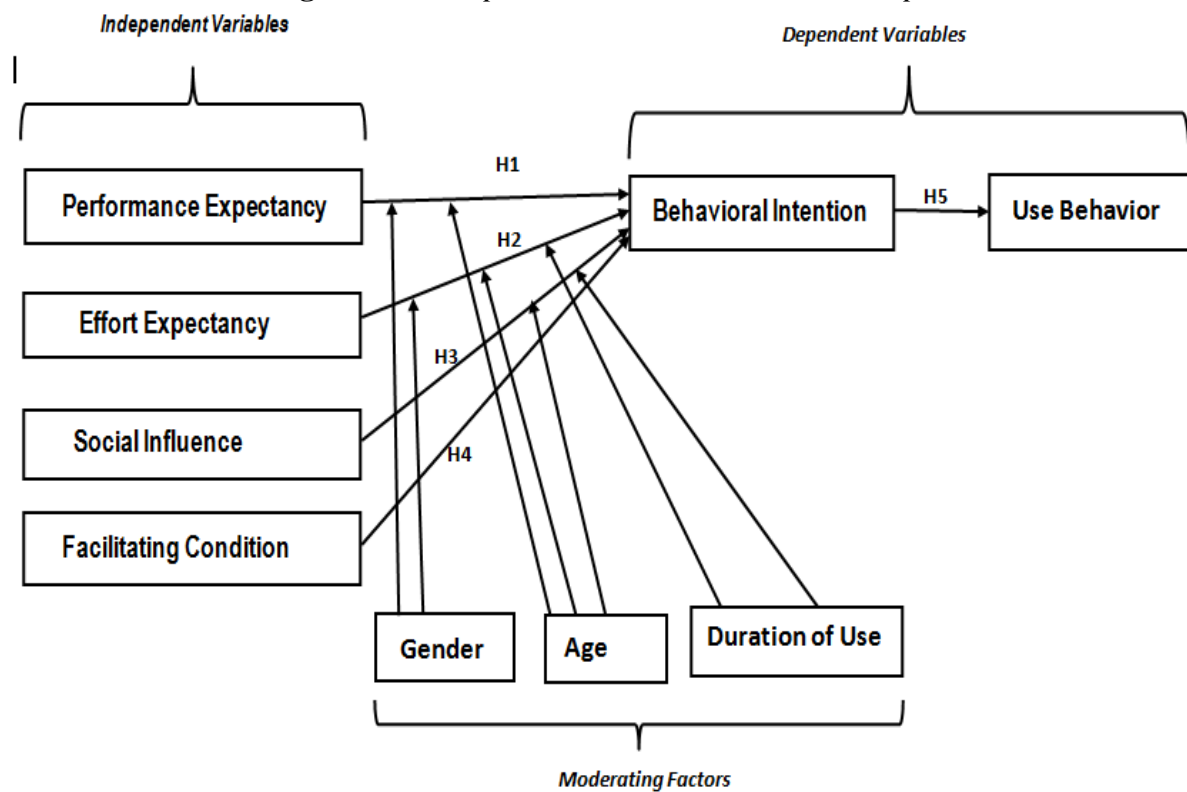 Independent Variables
Dependent Variables
Performance Expectancy
H1
Behavioral Intention
H5
Use Behavior
H2
Effort Expectancy
H3
Social Influence
H4
Facilitating Condition
Gender
Age
Duration of Use
Moderating Factors